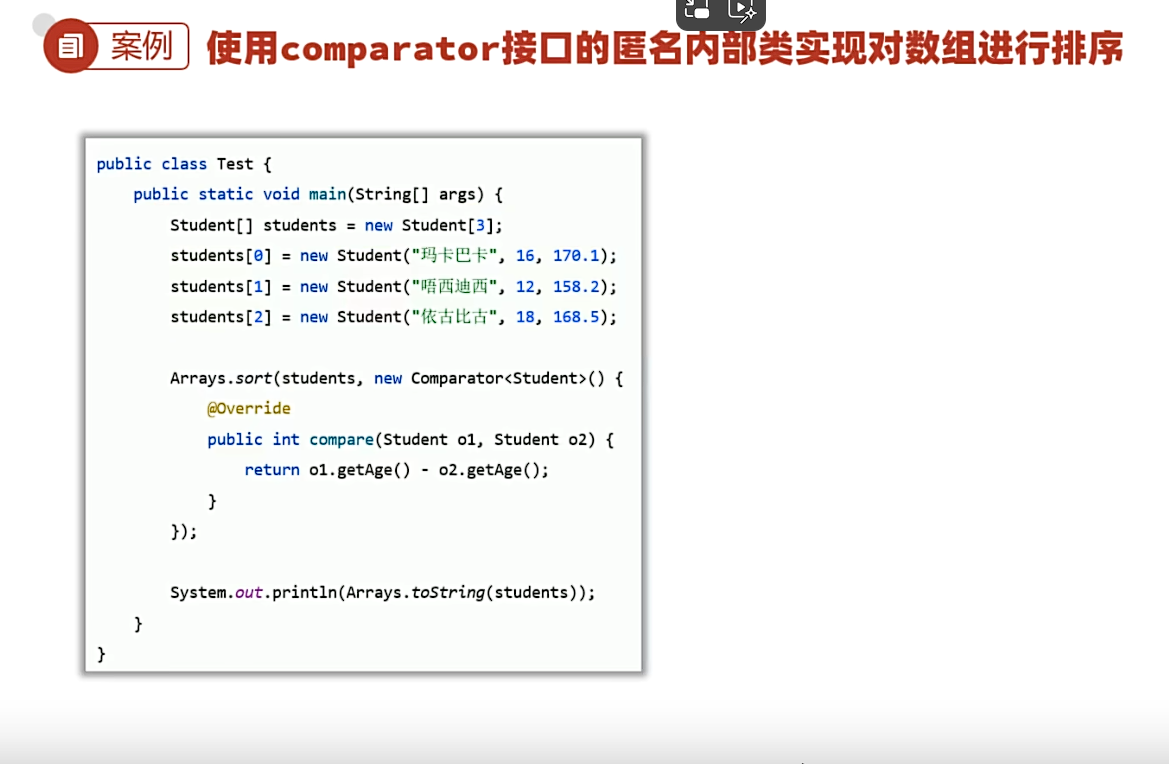 案例
使用comparator接口的匿名内部类实现对数组进行排序
public class Test {
    public static void main(String[] args) {
        Student[] students = new Student[3];
        students[0] = new Student("玛卡巴卡", 16, 170.1);
        students[1] = new Student("唔西迪西", 12, 158.2);
        students[2] = new Student("依古比古", 18, 168.5);
        Arrays.sort(students, new Comparator<Student>() {
            @Override
            public int compare(Student o1, Student o2) {
                return o1.getAge() - o2.getAge();
            }
        });
        System.out.println(Arrays.toString(students));
    }
}